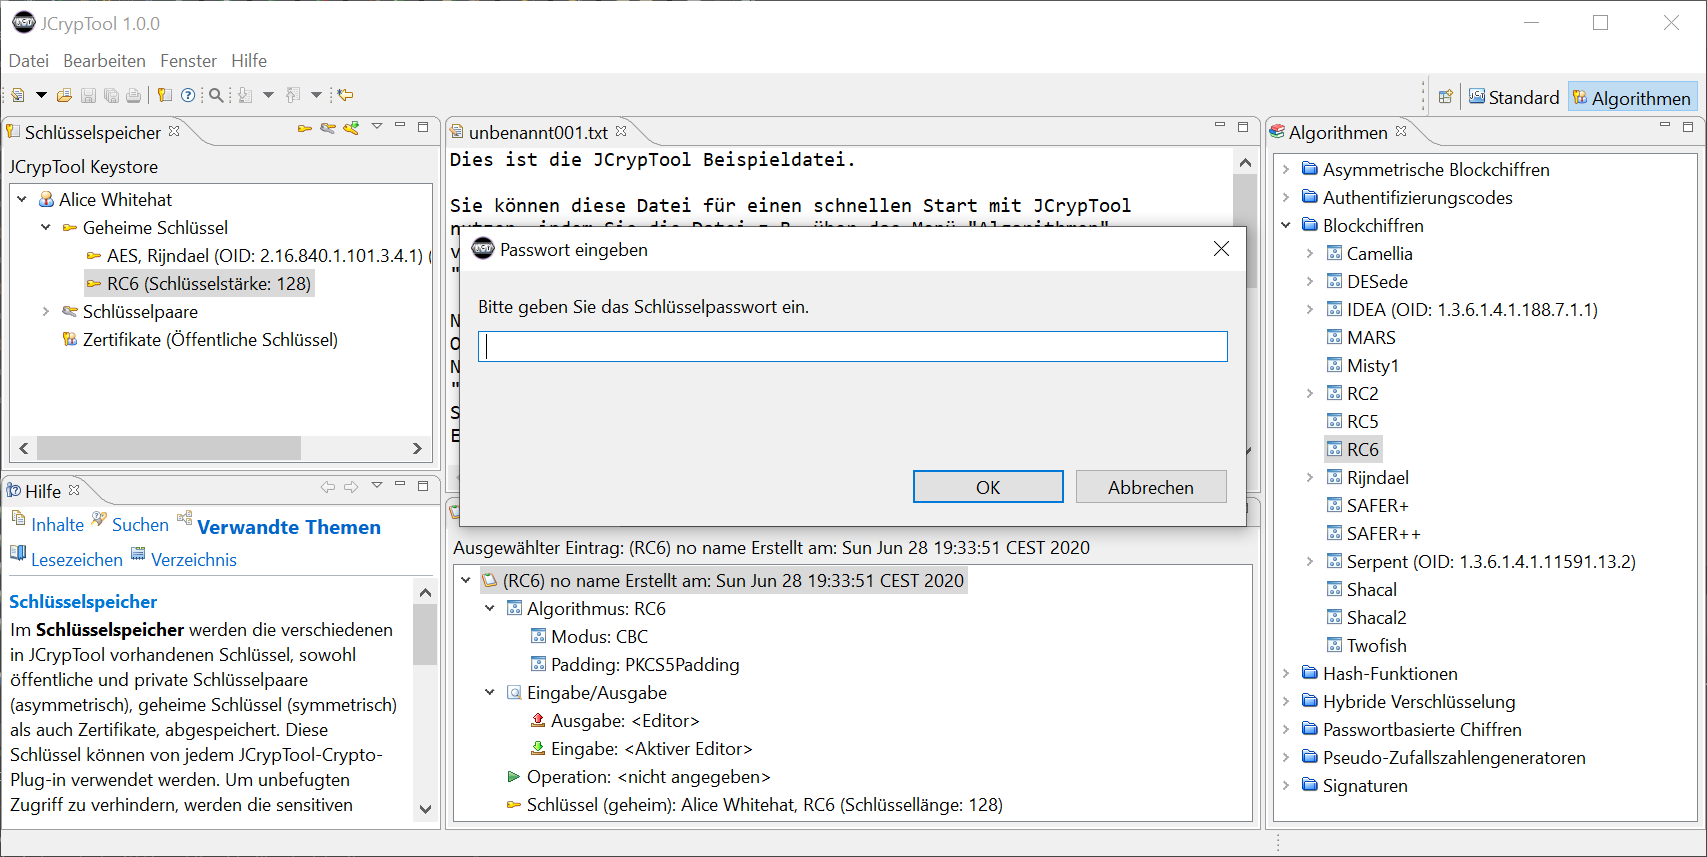 JCrypTool 1.0.0
Datei Bearbeiten Fenster Hilfe
Standard Algorithmen
Schlüsselspeicher
JCrypTool Keystore
Alice Whitehat
Geheime Schlüssel
AES, Rijndael (OID: 2.16.840.1.101.3.4.1) (
RC6 (Schlüsselstärke: 128)
Schlüsselpaare
Zertifikate (Öffentliche Schlüssel)
Hilfe
Inhalte Suchen Verwandte Themen
Lesezeichen Verzeichnis
Schlüsselspeicher
Im Schlüsselspeicher werden die verschiedenen
in JCrypTool vorhandenen Schlüssel, sowohl
öffentliche und private Schlüsselpaare
(asymmetrisch), geheime Schlüssel (symmetrisch)
als auch Zertifikate, abgespeichert. Diese
Schlüssel können von jedem JCrypTool-Crypto-
Plug-in verwendet werden. Um unbefugten
Zugriff zu verhindern, werden die sensitiven
unbenannt001.txt
Dies ist die JCrypTool Beispieldatei.
Sie können diese Datei für einen schnellen Start mit JCrypTool
nutzen, indem Sie die Datei z.B. über das Menü "Algorithmen"
Passwort eingeben
Bitte geben Sie das Schlüsselpasswort ein.
OK Abbrechen
Ausgewählter Eintrag: (RC6) no name Erstellt am: Sun Jun 28 19:33:51 CEST 2020
(RC6) no name Erstellt am: Sun Jun 28 19:33:51 CEST 2020
Algorithmus: RC6
Modus: CBC
Padding: PKCS5Padding
Eingabe/Ausgabe
Ausgabe: <Editor>
Eingabe: <Aktiver Editor>
Operation: <nicht angegeben>
Schlüssel (geheim): Alice Whitehat, RC6 (Schlüssellänge: 128)
Algorithmen
Asymmetrische Blockchiffren
Authentifizierungscodes
Blockchiffren
Camellia
DESede
IDEA (OID: 1.3.6.1.4.1.188.7.1.1)
MARS
Misty1
RC2
RC5
RC6
Rijndael
SAFER+
SAFER++
Serpent (OID: 1.3.6.1.4.1.11591.13.2)
Shacal
Shacal2
Twofish
Hash-Funktionen
Hybride Verschlüsselung
Passwortbasierte Chiffren
Pseudo-Zufallszahlengeneratoren
Signaturen